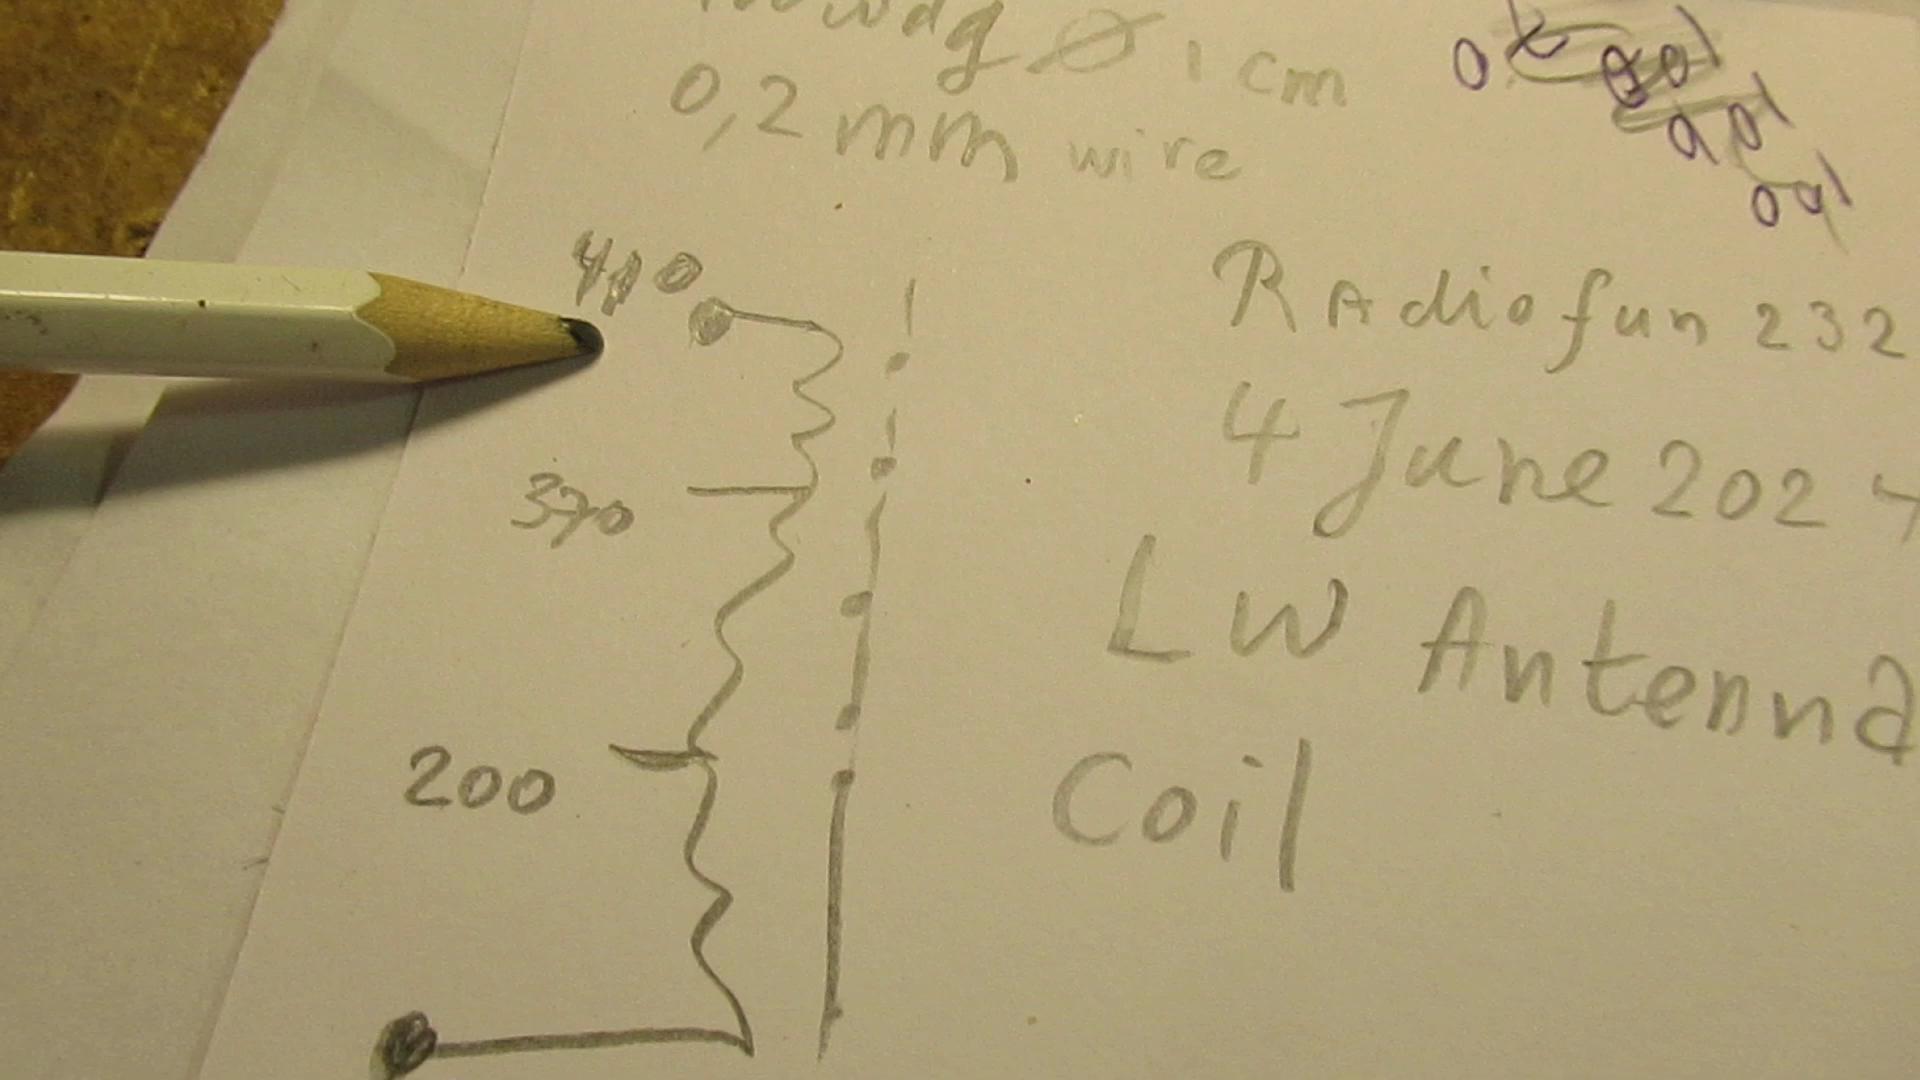 Ø 1 cm
0,2 mm wire
410
Radiofun 232
4 June 2024
370
LW Antenna
200
Coil